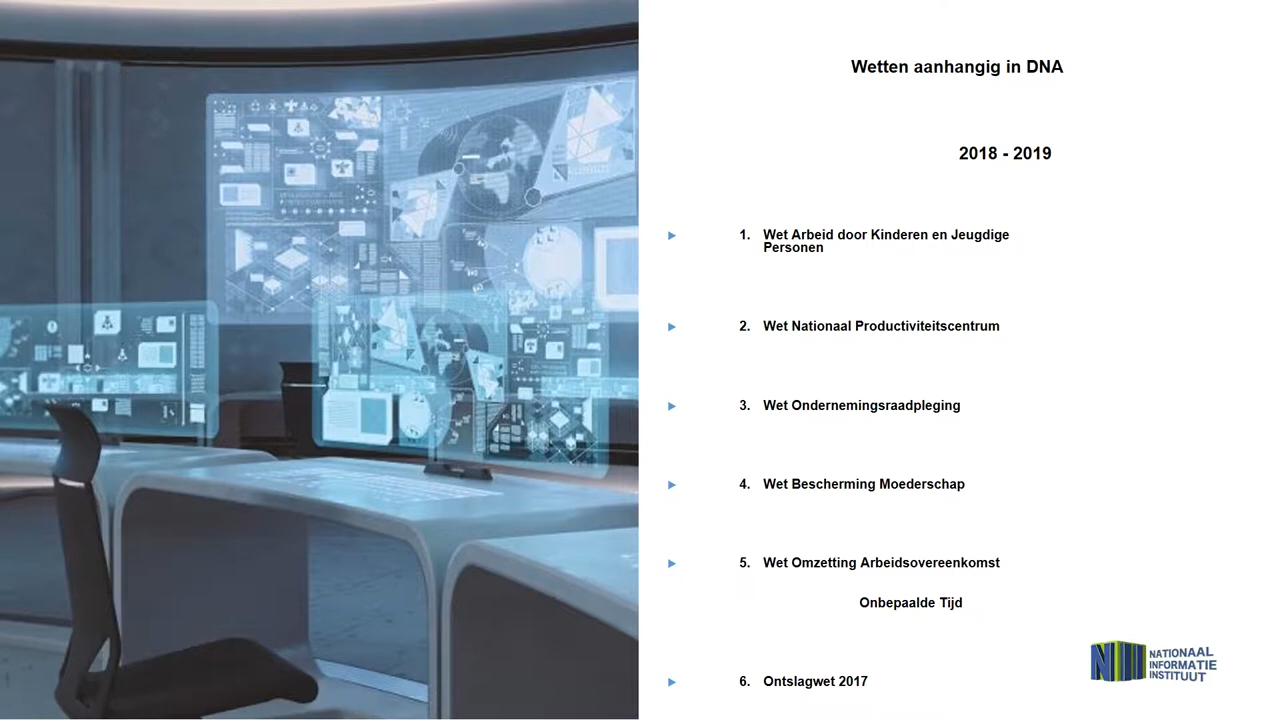 Wetten aanhangig in DNA
2018 - 2019
1. Wet Arbeid door Kinderen en Jeugdige
Personen
2. Wet Nationaal Productiviteitscentrum
3. Wet Ondernemingsraadpleging
4. Wet Bescherming Moederschap
5. Wet Omzetting Arbeidsovereenkomst
Onbepaalde Tijd
6. Ontslagwet 2017
NII
NATIONAAL
INFORMATIE
INSTITUUT